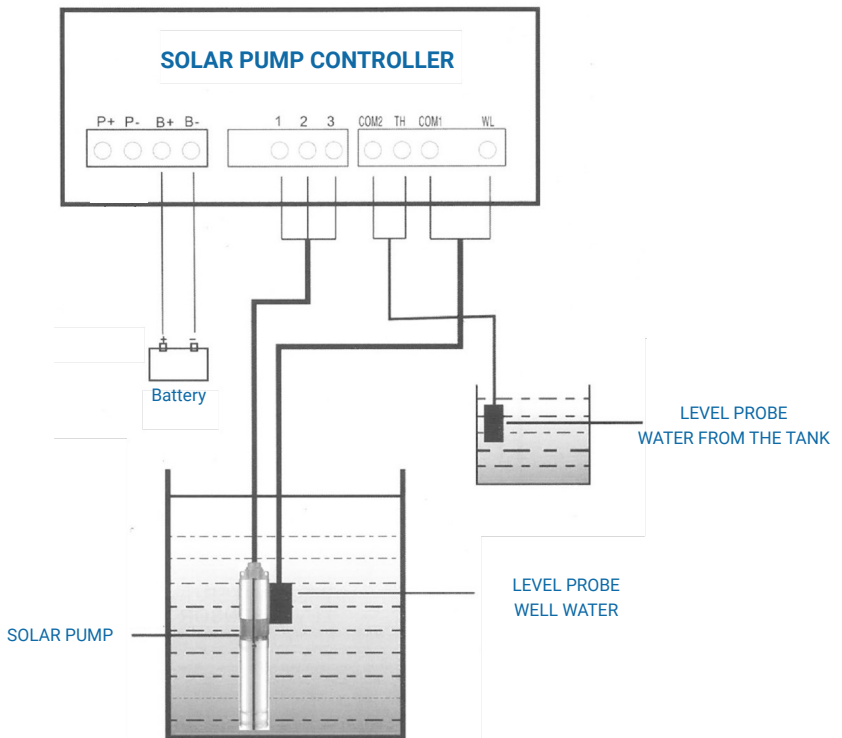 SOLAR PUMP CONTROLLER
P+ P- B+ B- 1 2 3 COM2 TH COM1 WL
+ −
Battery
LEVEL PROBE
WATER FROM THE TANK
LEVEL PROBE
WELL WATER
SOLAR PUMP